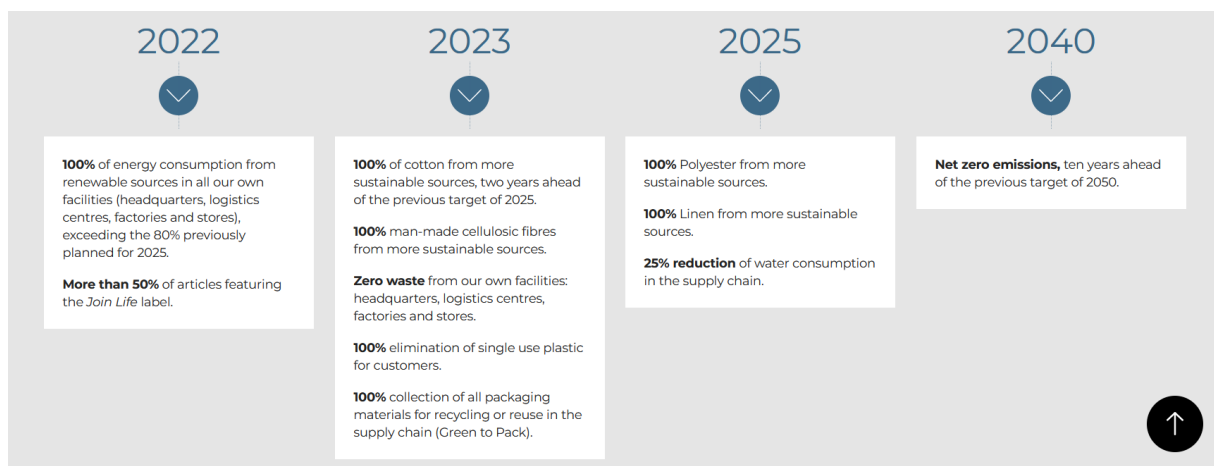 2022
100% of energy consumption from
renewable sources in all our own
facilities (headquarters, logistics
centres, factories and stores),
exceeding the 80% previously
planned for 2025.
More than 50% of articles featuring
the Join Life label.
2023
100% of cotton from more
sustainable sources, two years ahead
of the previous target of 2025.
100% man-made cellulosic fibres
from more sustainable sources.
Zero waste from our own facilities:
headquarters, logistics centres,
factories and stores.
100% elimination of single use plastic
for customers.
100% collection of all packaging
materials for recycling or reuse in the
supply chain (Green to Pack).
2025
100% Polyester from more
sustainable sources.
100% Linen from more sustainable
sources.
25% reduction of water consumption
in the supply chain.
2040
Net zero emissions, ten years ahead
of the previous target of 2050.